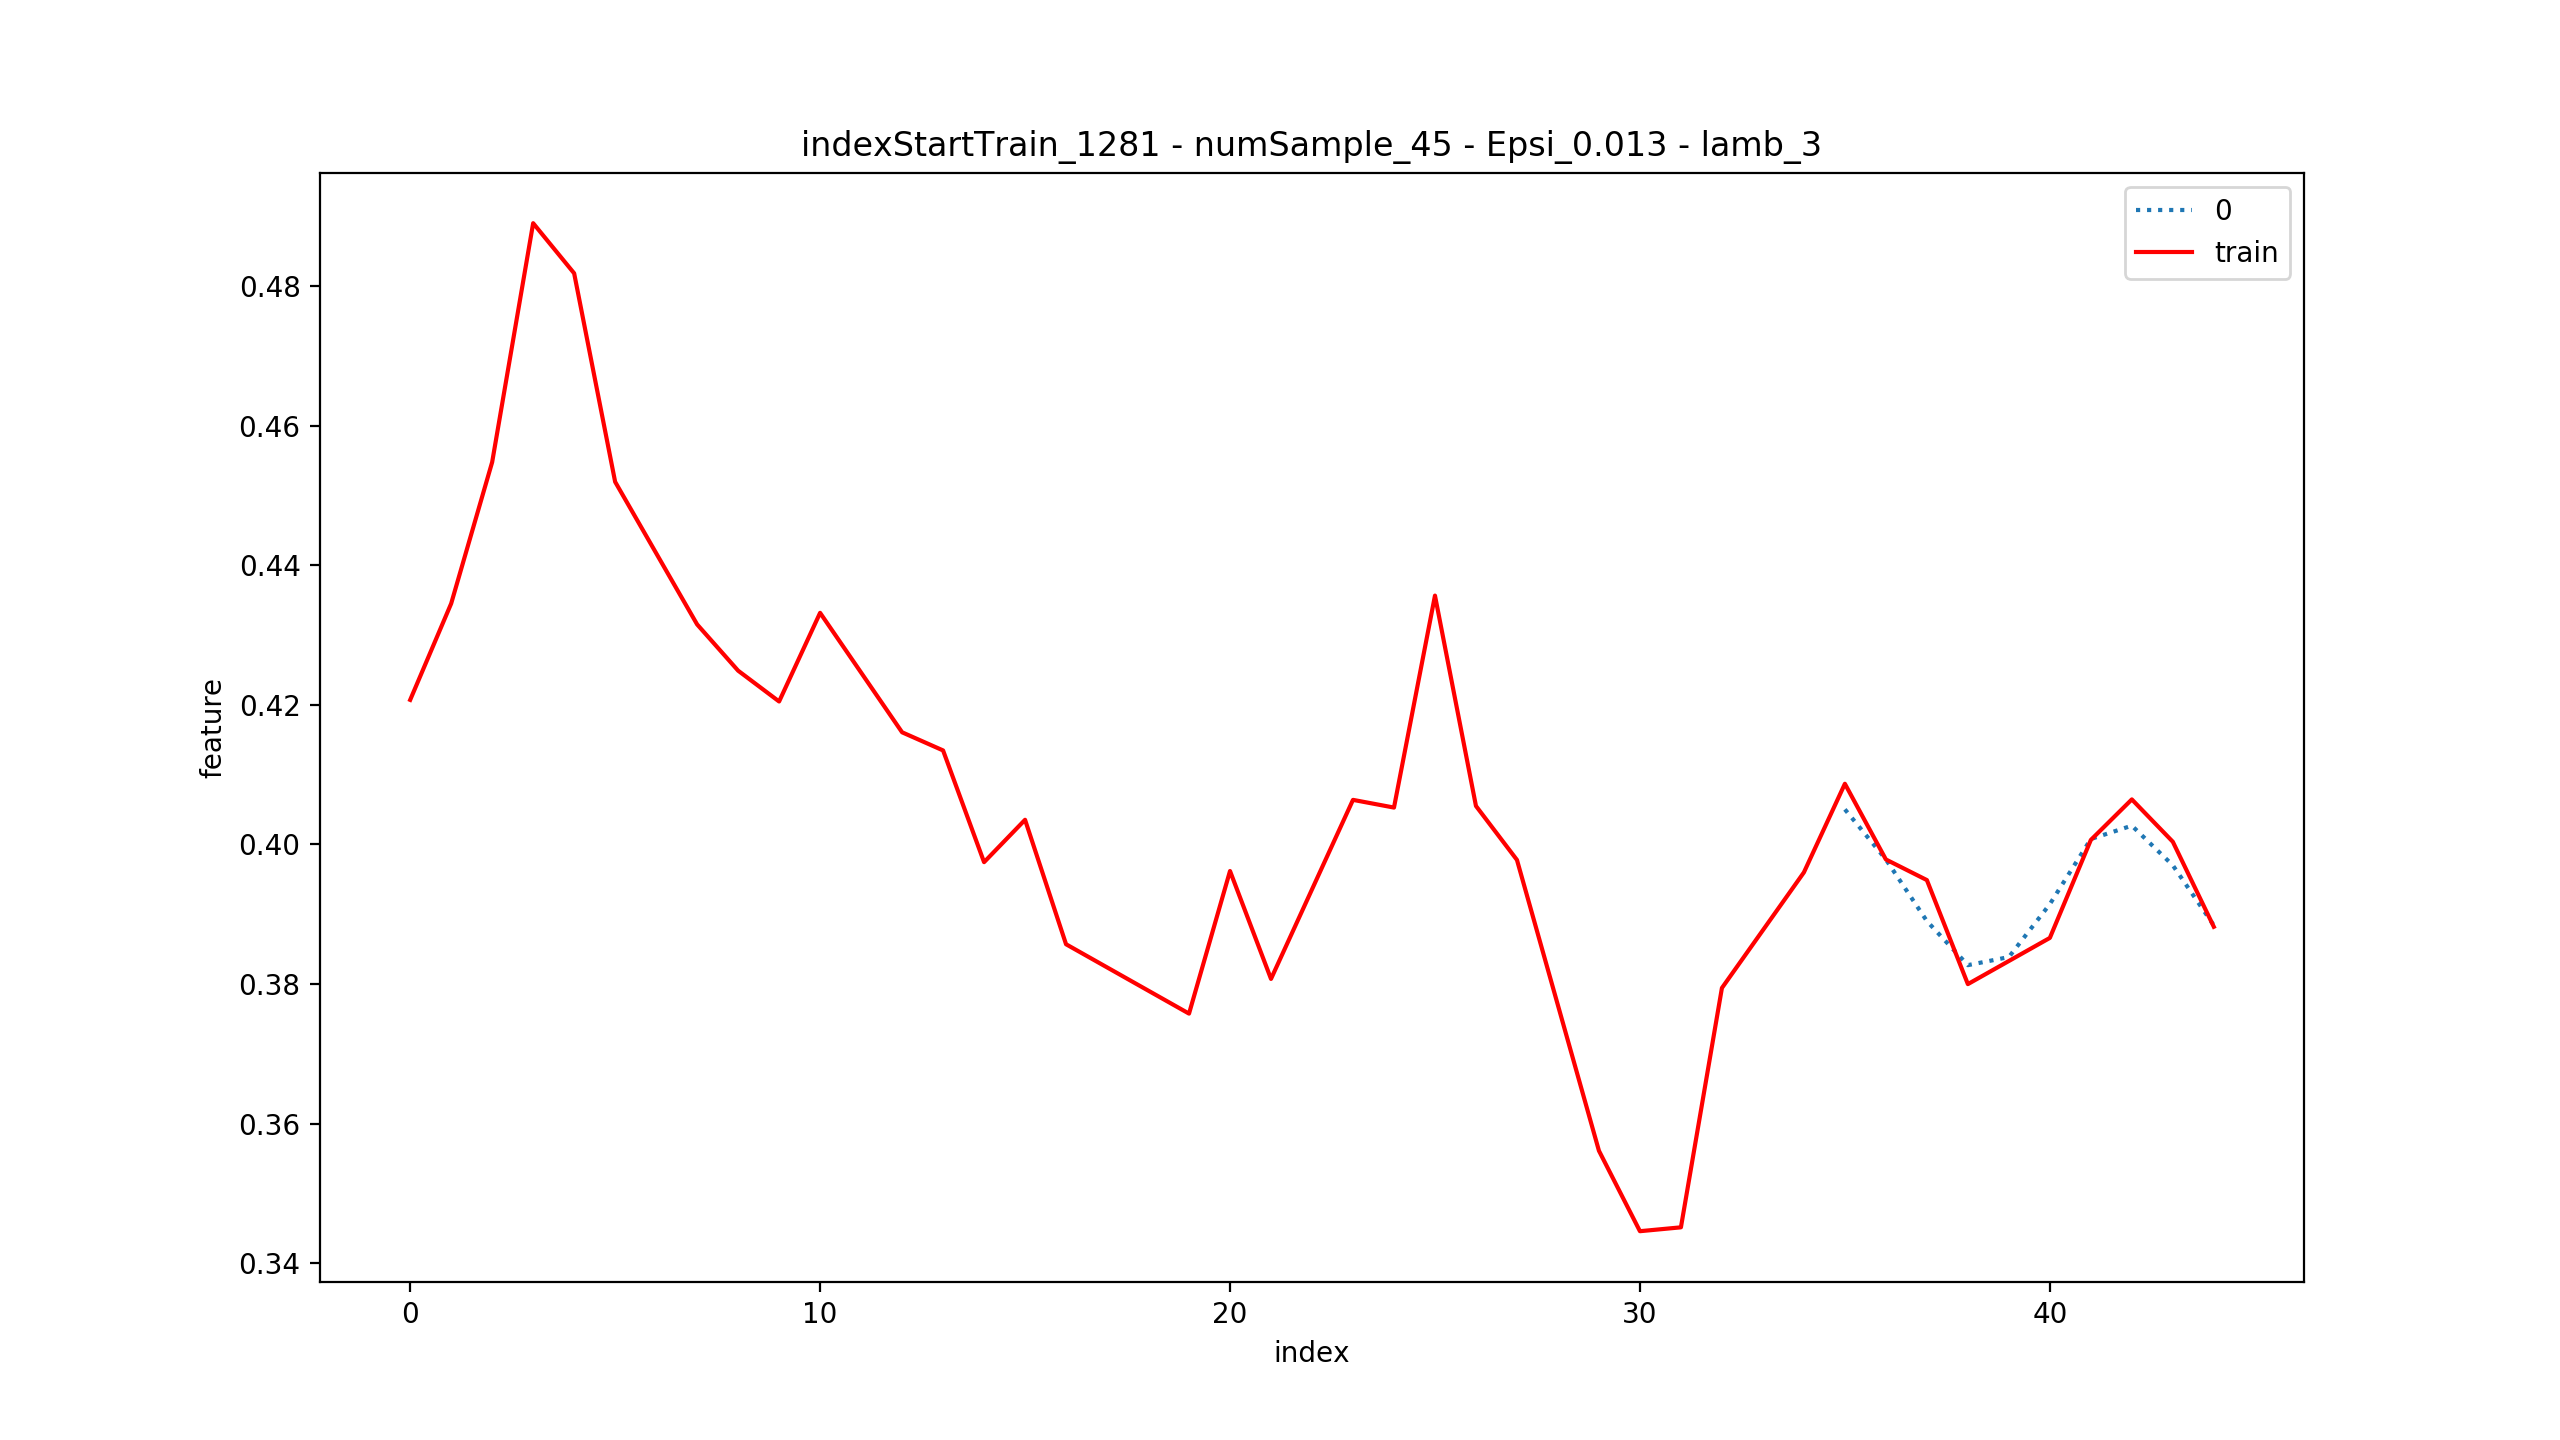 indexStartTrain_1281 - numSample_45 - Epsi_0.013 - lamb_3
0
train
0.48
0.46
0.44
0.42
0.40
0.38
0.36
0.34
feature
0 10 20 30 40
index